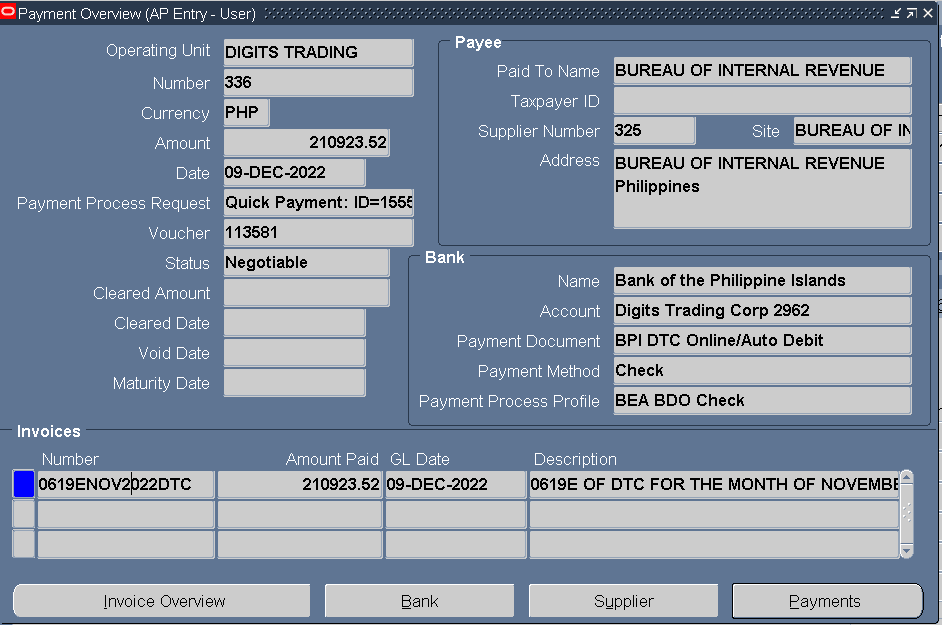 Payment Overview (AP Entry - User)
Operating Unit DIGITS TRADING
Number 336
Currency PHP
Amount 210923.52
Date 09-DEC-2022
Payment Process Request Quick Payment: ID=1555
Voucher 113581
Status Negotiable
Cleared Amount
Cleared Date
Void Date
Maturity Date
Payee
Paid To Name BUREAU OF INTERNAL REVENUE
Taxpayer ID
Supplier Number 325 Site BUREAU OF IN
Address BUREAU OF INTERNAL REVENUE
Philippines
Bank
Name Bank of the Philippine Islands
Account Digits Trading Corp 2962
Payment Document BPI DTC Online/Auto Debit
Payment Method Check
Payment Process Profile BEA BDO Check
Invoices
Number Amount Paid GL Date Description
0619ENOV2022DTC 210923.52 09-DEC-2022 0619E OF DTC FOR THE MONTH OF NOVEMBE
Invoice Overview Bank Supplier Payments